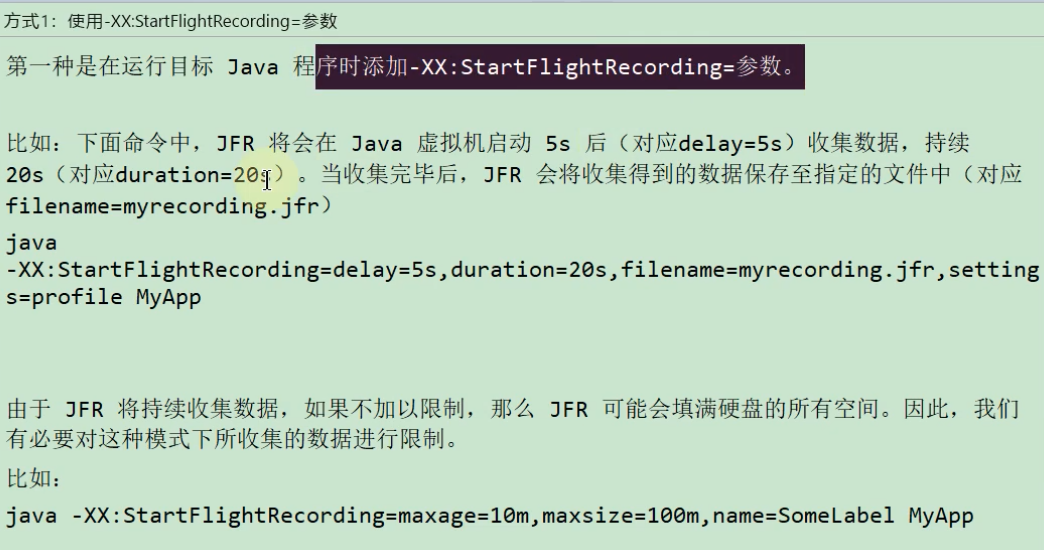 方式1：使用-XX:StartFlightRecording=参数
第一种是在运行目标 Java 程序时添加-XX:StartFlightRecording=参数。
比如：下面命令中，JFR 将会在 Java 虚拟机启动 5s 后（对应delay=5s）收集数据，持续
20s（对应duration=20s）。当收集完毕后，JFR 会将收集得到的数据保存至指定的文件中（对应
filename=myrecording.jfr）
java
-XX:StartFlightRecording=delay=5s,duration=20s,filename=myrecording.jfr,setting
s=profile MyApp
由于 JFR 将持续收集数据，如果不加以限制，那么 JFR 可能会填满硬盘的所有空间。因此，我们
有必要对这种模式下所收集的数据进行限制。
比如：
java -XX:StartFlightRecording=maxage=10m,maxsize=100m,name=SomeLabel MyApp